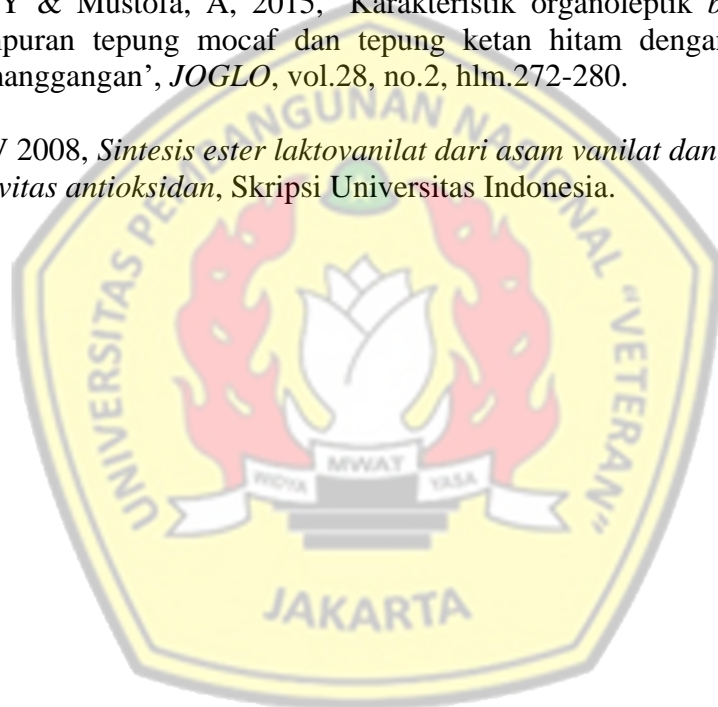 Y & Mustofa, A, 2015, ‘Karakteristik organoleptik b
npuran tepung mocaf dan tepung ketan hitam dengan
nanggangan’, JOGLO, vol.28, no.2, hlm.272-280.
V 2008, Sintesis ester laktovanilat dari asam vanilat dan
vitas antioksidan, Skripsi Universitas Indonesia.
UNIVERSITAS PEMBANGUNAN NASIONAL "VETERAN"
WIDYA MWAT YASA
JAKARTA